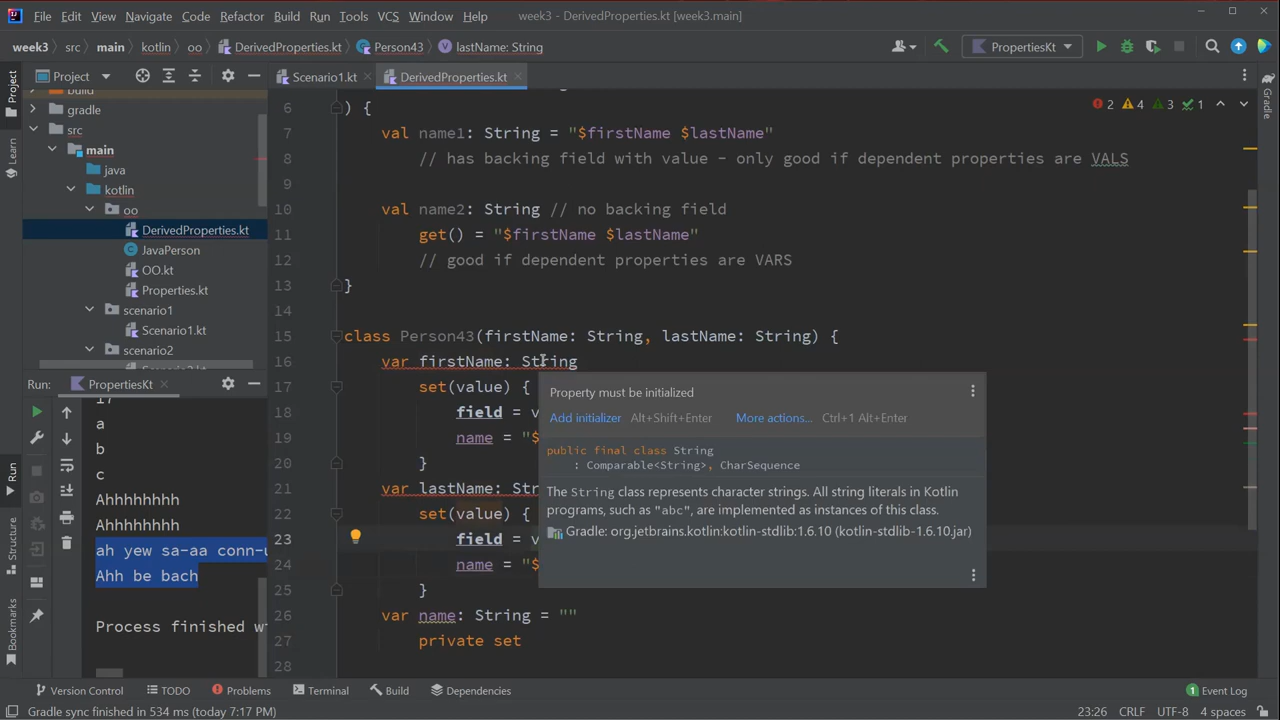 File Edit View Navigate Code Refactor Build Run Tools VCS Window Help week3 - DerivedProperties.kt [week3.main]
week3 src main kotlin oo DerivedProperties.kt Person43 lastName: String PropertiesKt
Project Scenario1.kt DerivedProperties.kt
Project
Learn
Structure
Bookmarks
Gradle
build
gradle
src
main
java
kotlin
oo
DerivedProperties.kt
JavaPerson
OO.kt
Properties.kt
scenario1
Scenario1.kt
scenario2
Run: PropertiesKt
Run
17
a
b
c
Ahhhhhhhh
Ahhhhhhhh
ah yew sa-aa conn-u
Ahh be bach
Process finished w
2 4 3 1
6 ) {
7 val name1: String = "$firstName $lastName"
8 // has backing field with value – only good if dependent properties are VALS
9
10 val name2: String // no backing field
11 get() = "$firstName $lastName"
12 // good if dependent properties are VARS
13 }
14
15 class Person43(firstName: String, lastName: String) {
16 var firstName: String
17 set(value) {
18 field = v
19 name = "$
20 }
21 var lastName: Str
22 set(value) {
23 field = v
24 name = "$
25 }
26 var name: String = ""
27 private set
28
Property must be initialized
Add initializer Alt+Shift+Enter More actions... Ctrl+1 Alt+Enter
public final class String
: Comparable<String>, CharSequence
The String class represents character strings. All string literals in Kotlin
programs, such as "abc", are implemented as instances of this class.
Gradle: org.jetbrains.kotlin:kotlin-stdlib:1.6.10 (kotlin-stdlib-1.6.10.jar)
Version Control TODO Problems Terminal Build Dependencies 1 Event Log
Gradle sync finished in 534 ms (today 7:17 PM) 23:26 CRLF UTF-8 4 spaces